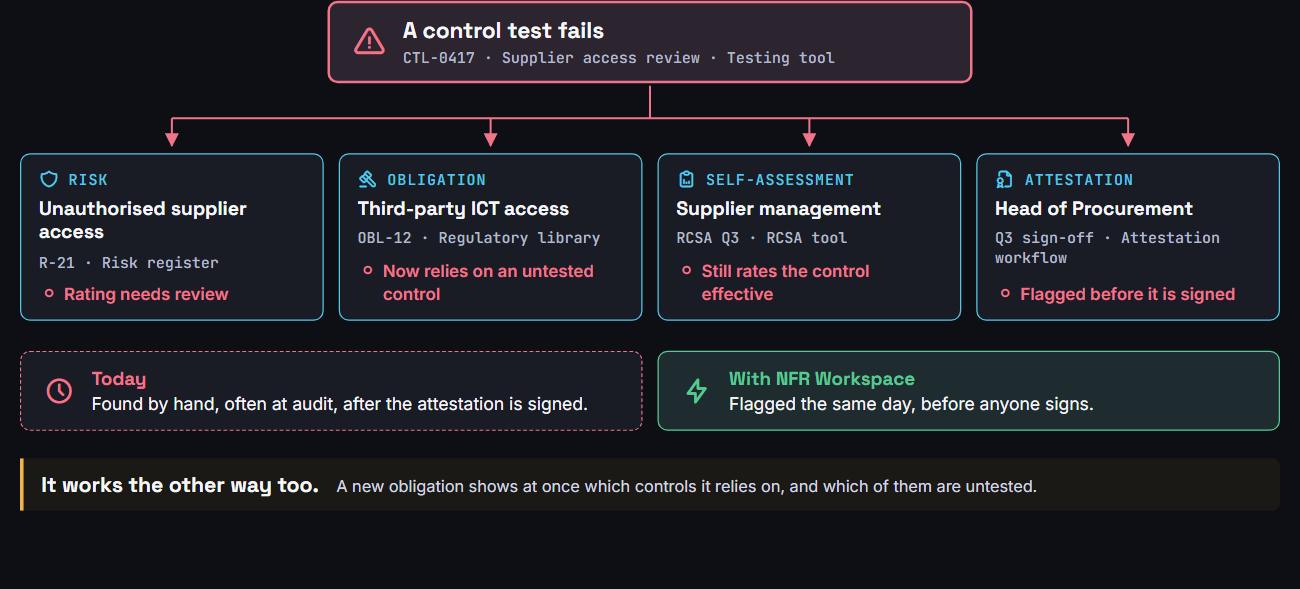 A control test fails
CTL-0417 · Supplier access review · Testing tool
RISK
Unauthorised supplier
access
R-21 · Risk register
Rating needs review
OBLIGATION
Third-party ICT access
OBL-12 · Regulatory library
Now relies on an untested
control
SELF-ASSESSMENT
Supplier management
RCSA Q3 · RCSA tool
Still rates the control
effective
ATTESTATION
Head of Procurement
Q3 sign-off · Attestation
workflow
Flagged before it is signed
Today
Found by hand, often at audit, after the attestation is signed.
With NFR Workspace
Flagged the same day, before anyone signs.
It works the other way too. A new obligation shows at once which controls it relies on, and which of them are untested.